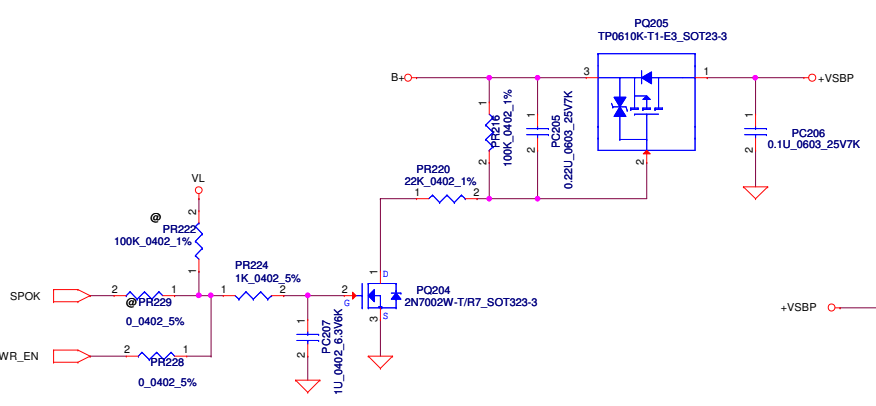 PQ205
TP0610K-T1-E3_SOT23-3
B+
3
1
+VSBP
1
2
PR216
100K_0402_1%
1
2
PC205
0.22U_0603_25V7K
2
1
2
PC206
0.1U_0603_25V7K
PR220
22K_0402_1%
1
2
VL
@
2
PR222
100K_0402_1%
1
PR224
1K_0402_5%
1
2
SPOK
2
1
@PR229
0_0402_5%
WR_EN
2
1
PR228
0_0402_5%
1
2
PC207
1U_0402_6.3V6K
2
G
1
D
3
S
PQ204
2N7002W-T/R7_SOT323-3
+VSBP